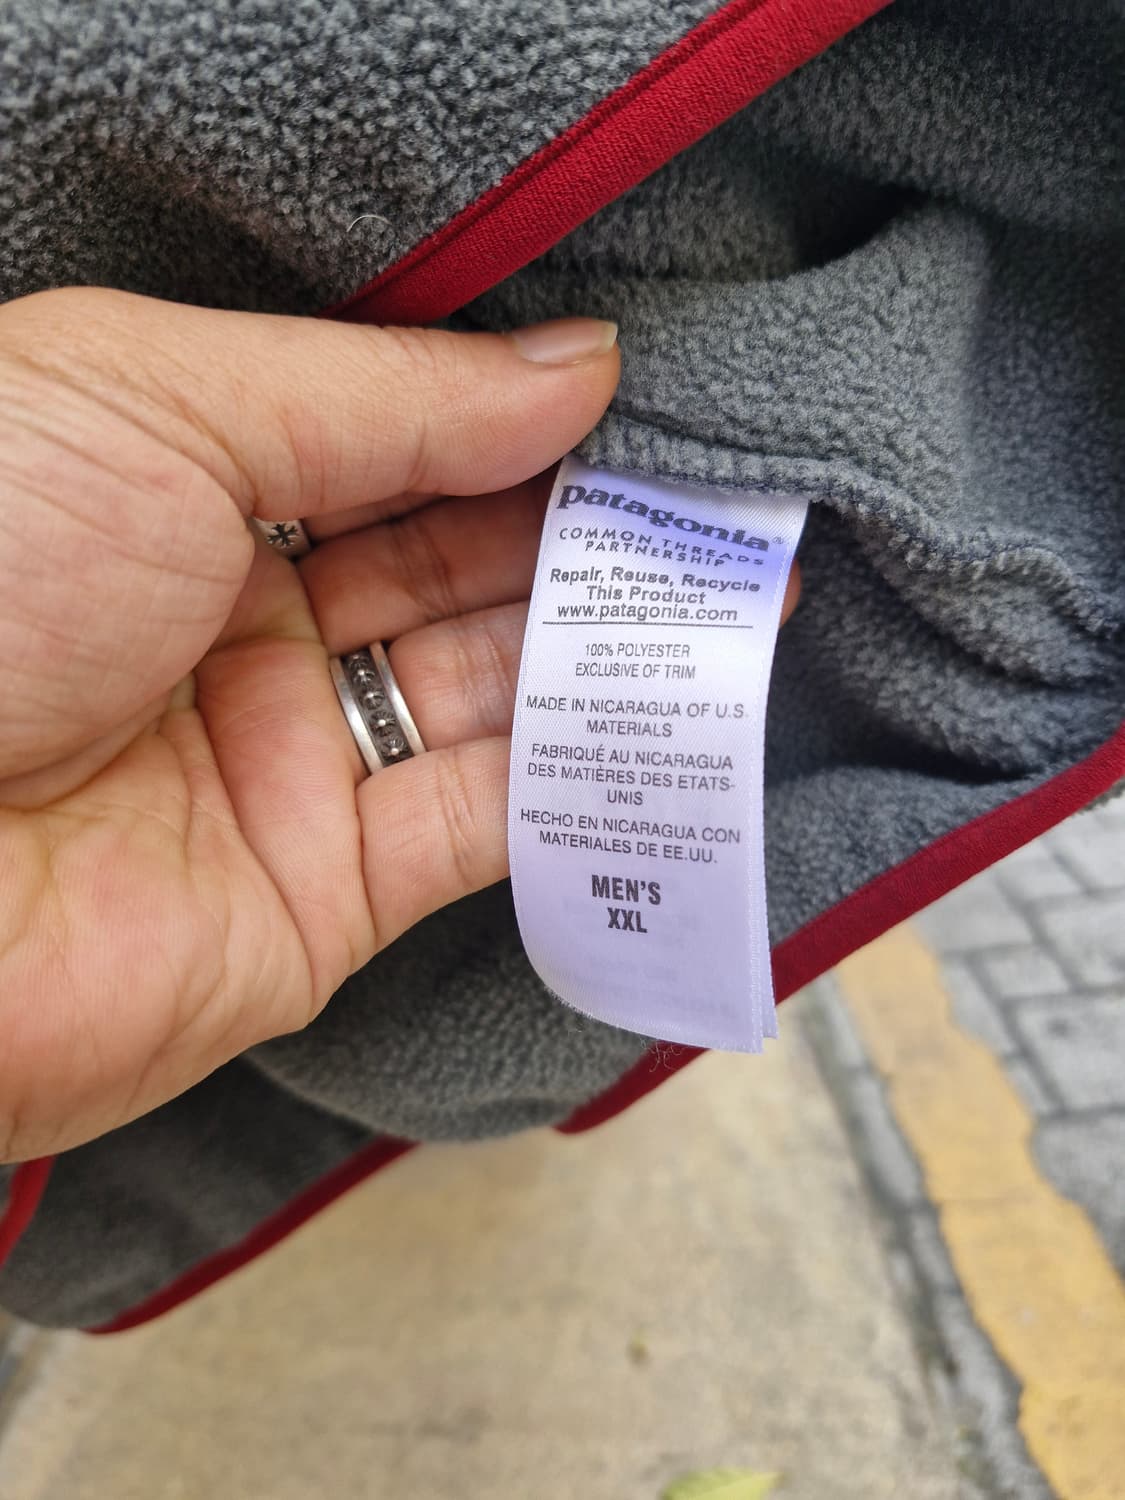 patagonia®
COMMON THREADS
PARTNERSHIP
Repair, Reuse, Recycle
This Product
www.patagonia.com
100% POLYESTER
EXCLUSIVE OF TRIM
MADE IN NICARAGUA OF U.S.
MATERIALS
FABRIQUÉ AU NICARAGUA
DES MATIÈRES DES ETATS-
UNIS
HECHO EN NICARAGUA CON
MATERIALES DE EE.UU.
MEN'S
XXL